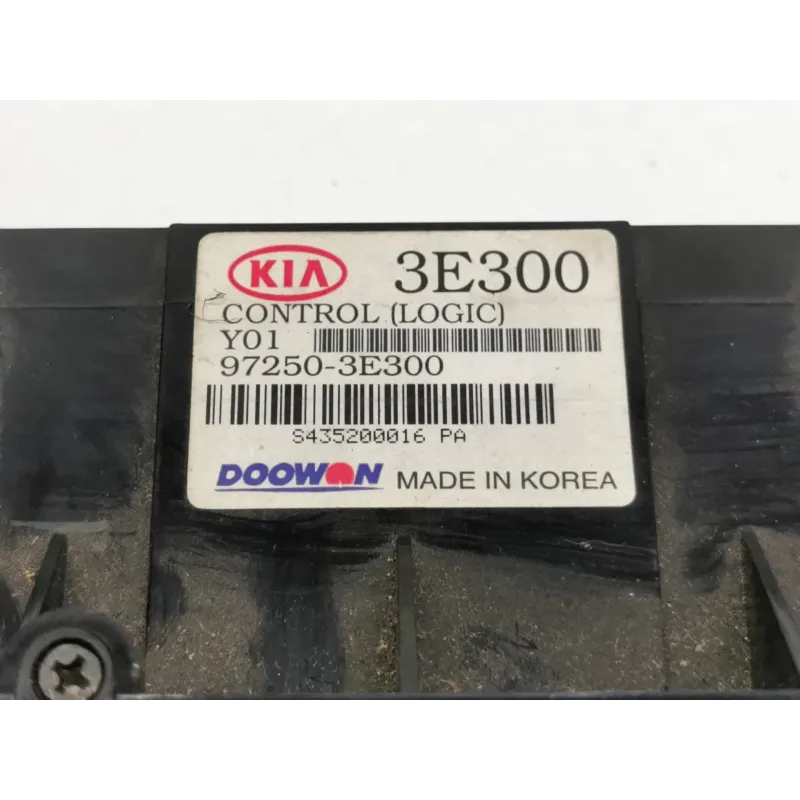 KIA 3E300
CONTROL (LOGIC)
Y01
97250-3E300
S435200016 PA
DOOWON MADE IN KOREA